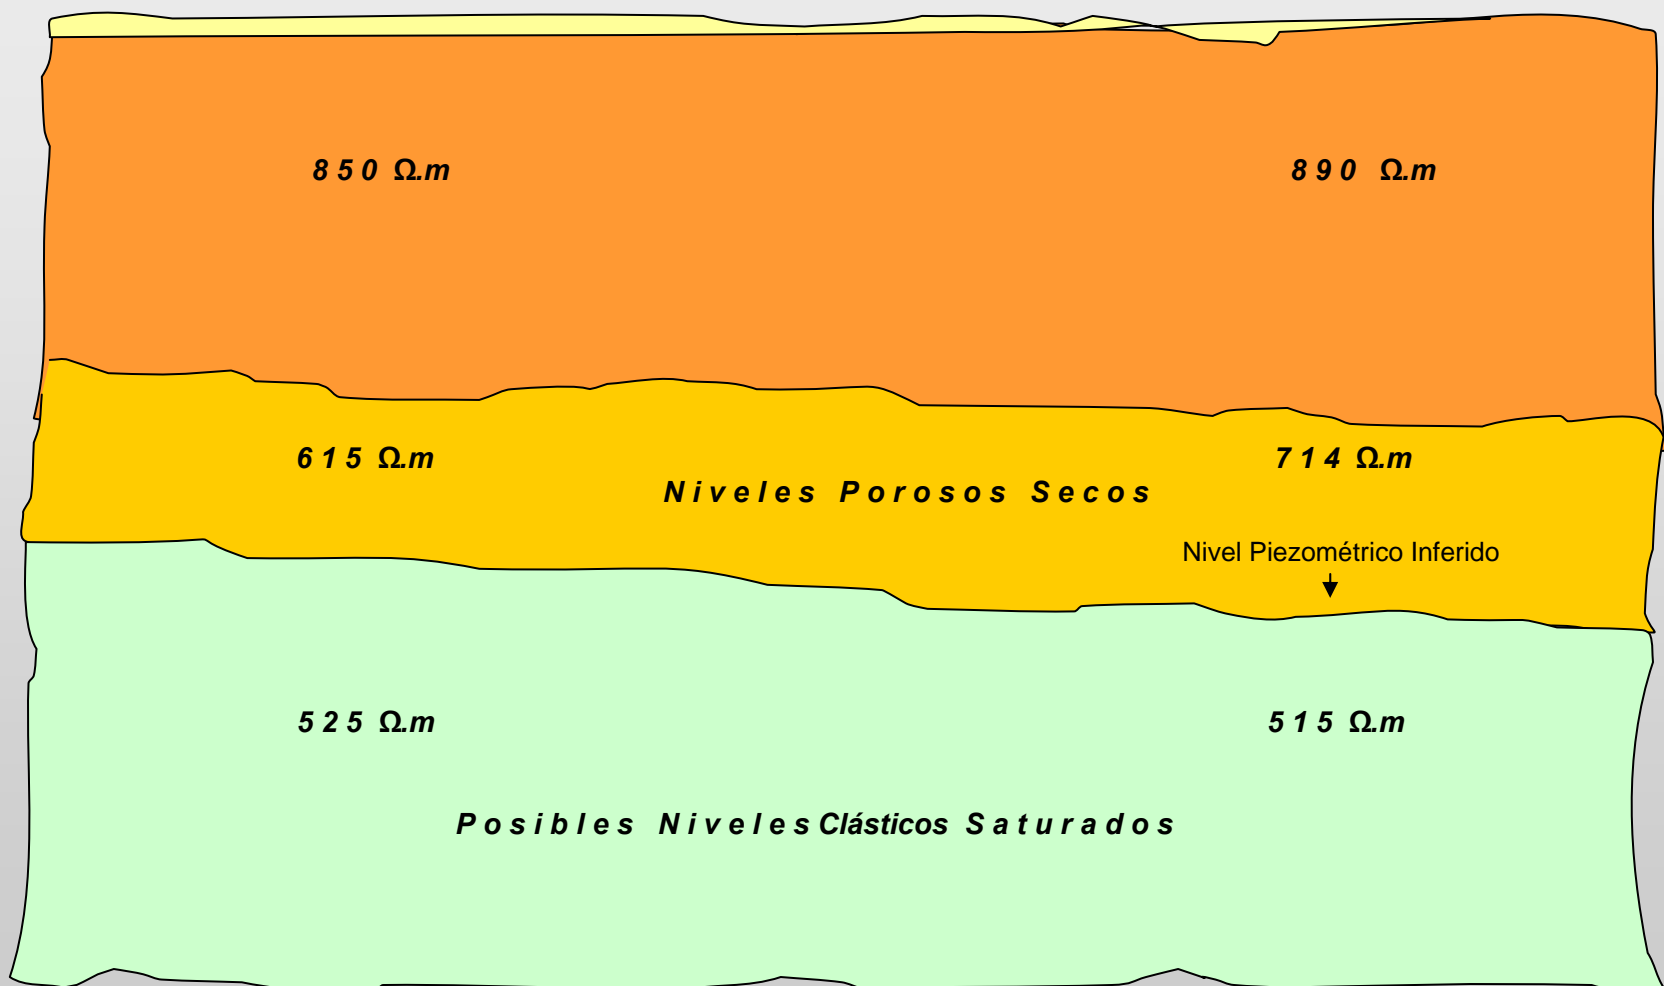 850 Ω.m
890 Ω.m
615 Ω.m
714 Ω.m
Niveles Porosos Secos
Nivel Piezométrico Inferido
525 Ω.m
515 Ω.m
Posibles Niveles Clásticos Saturados